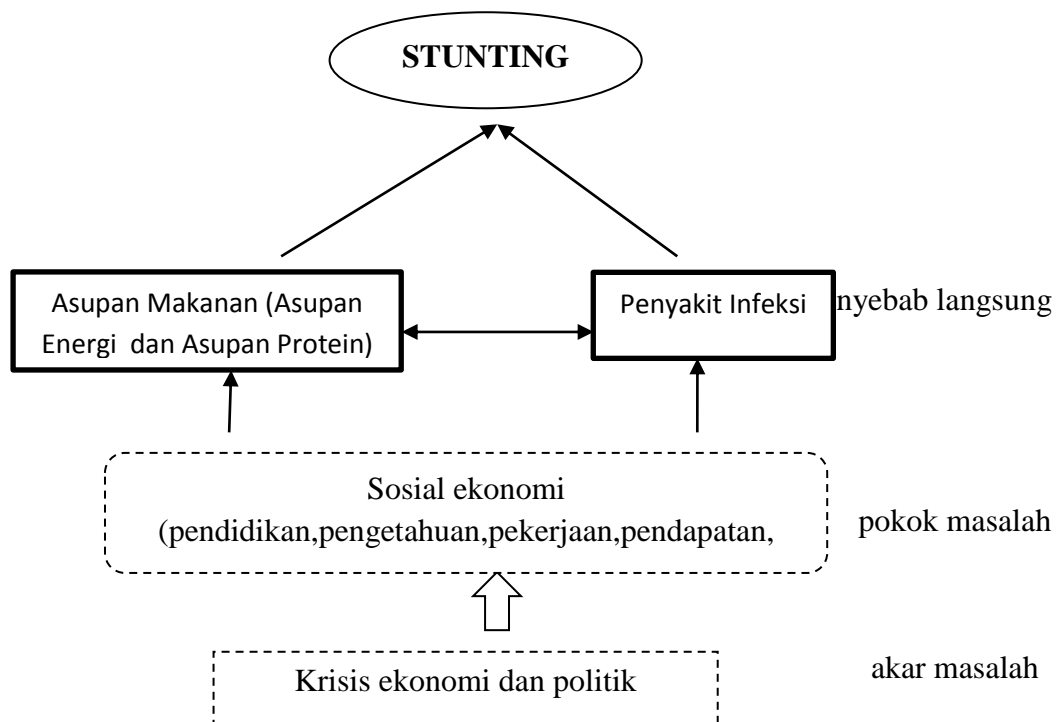 STUNTING
Asupan Makanan (Asupan
Energi dan Asupan Protein)
Penyakit Infeksi
nyebab langsung
Sosial ekonomi
(pendidikan,pengetahuan,pekerjaan,pendapatan,
pokok masalah
Krisis ekonomi dan politik
akar masalah